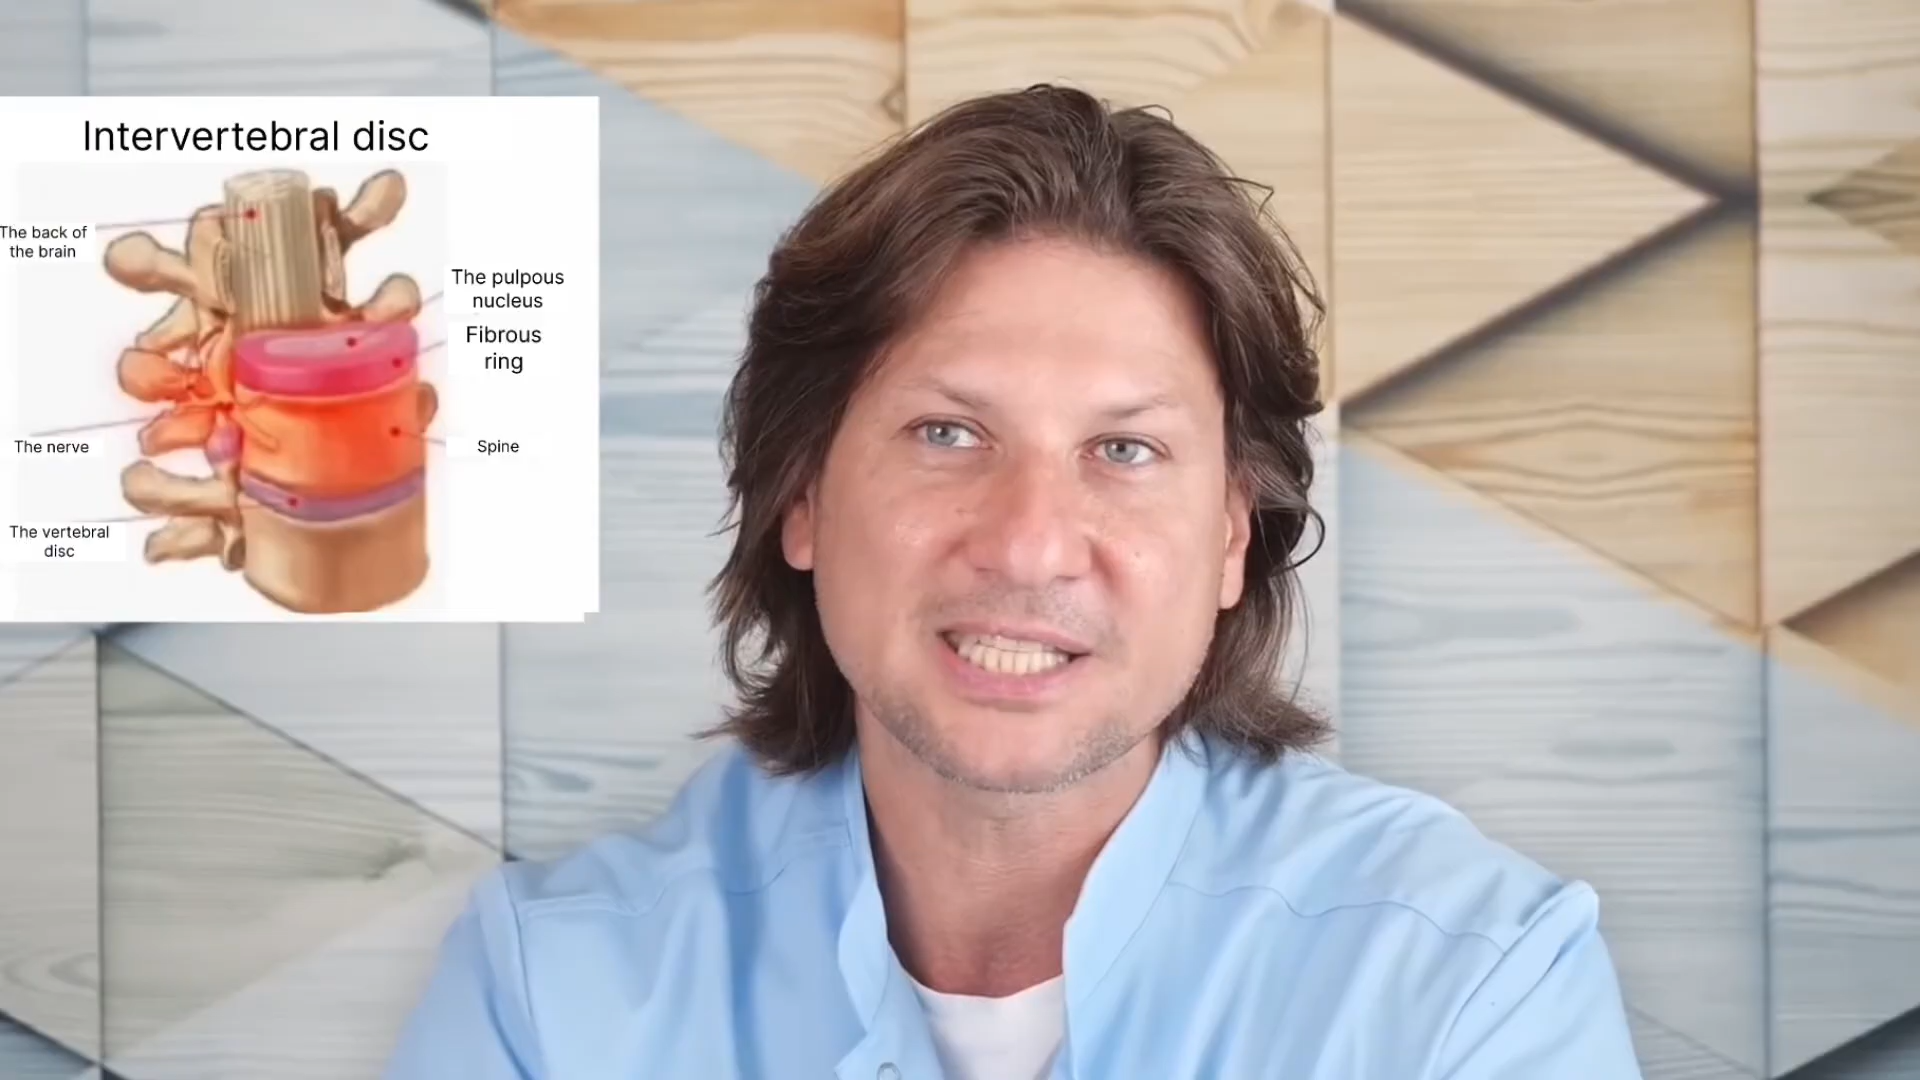 Intervertebral disc
The back of
the brain
The pulpous
nucleus
Fibrous
ring
The nerve
Spine
The vertebral
disc